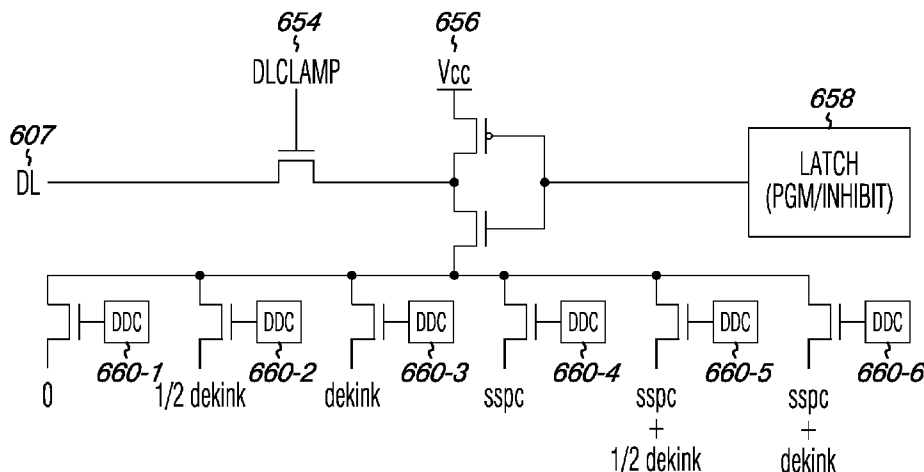 654
DLCLAMP
656
Vcc
658
LATCH
(PGM/INHIBIT)
607
DL
DDC DDC DDC DDC DDC DDC
660-1 660-2 660-3 660-4 660-5 660-6
0 1/2 dekink dekink sspc sspc + 1/2 dekink sspc + dekink